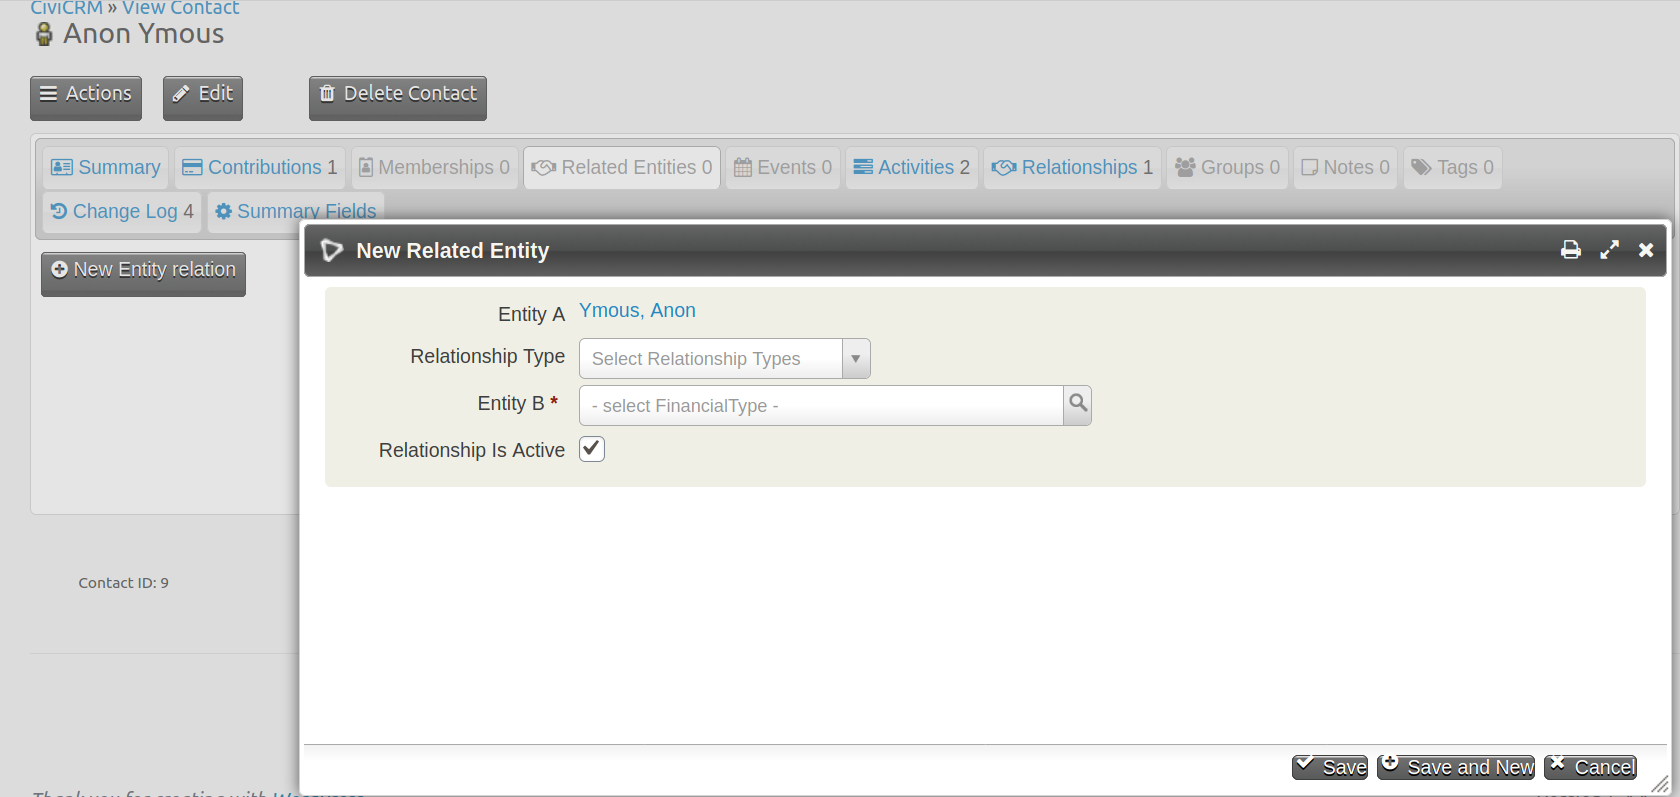 CiviCRM » View Contact
Anon Ymous
Actions Edit Delete Contact
Summary Contributions 1 Memberships 0 Related Entities 0 Events 0 Activities 2 Relationships 1 Groups 0 Notes 0 Tags 0
Change Log 4 Summary Fields
New Entity relation
New Related Entity
Entity A Ymous, Anon
Relationship Type Select Relationship Types
Entity B * - select FinancialType -
Relationship Is Active
Contact ID: 9
Save Save and New Cancel